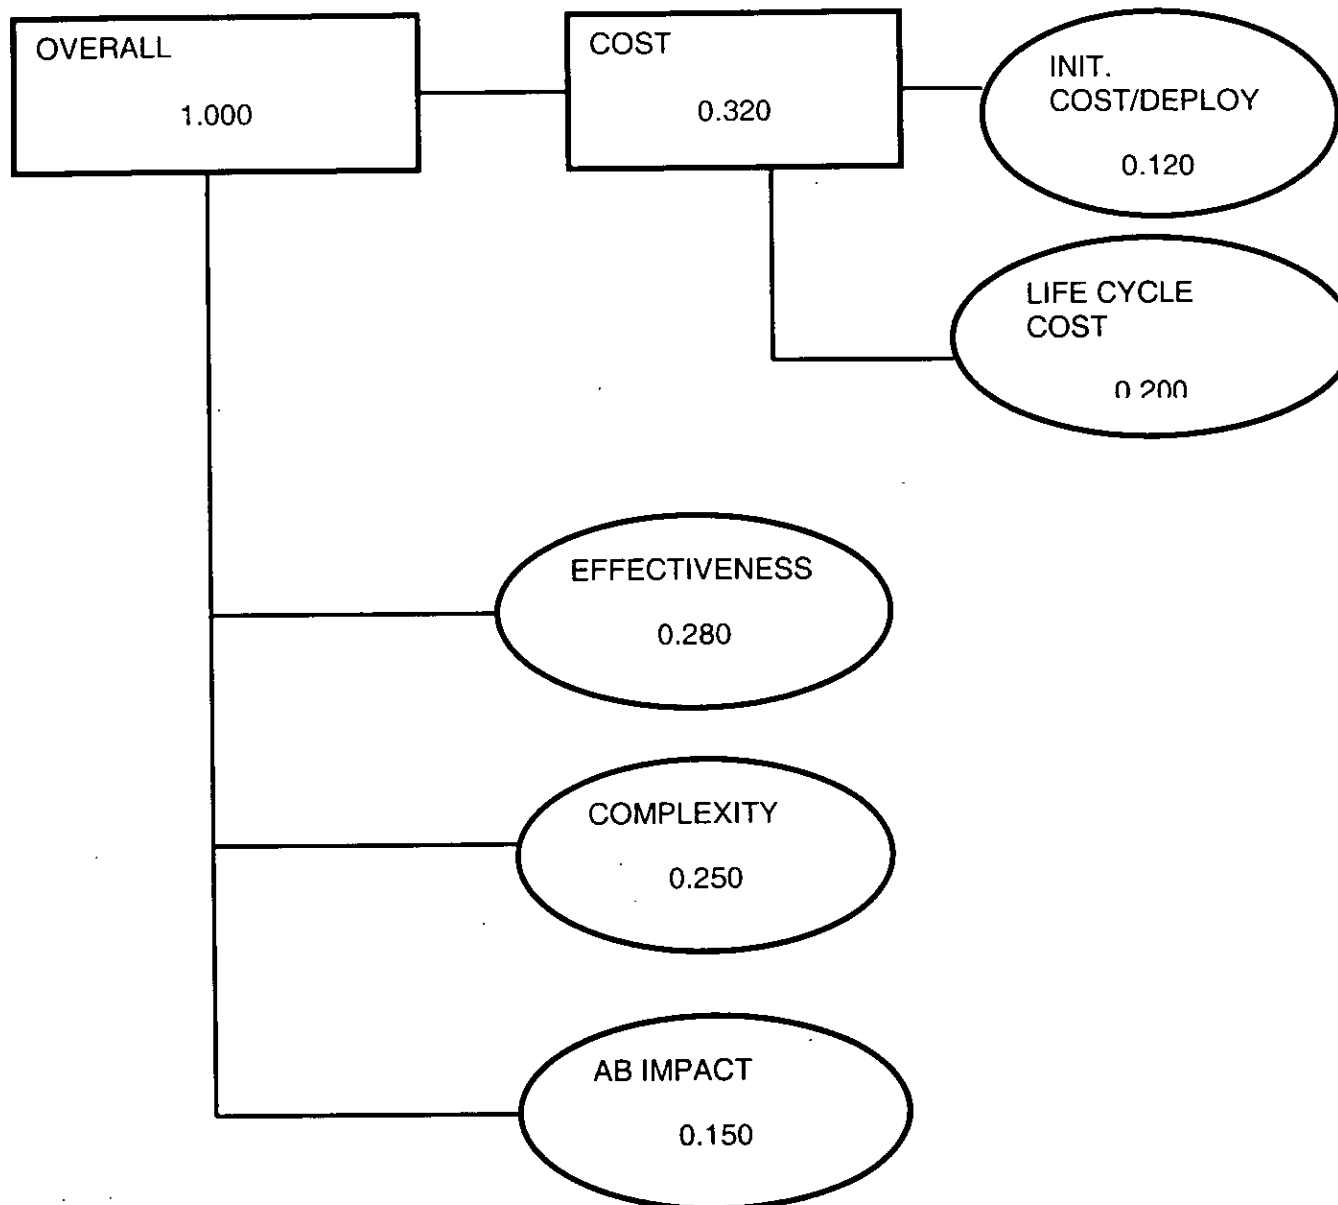 OVERALL
1.000
COST
0.320
INIT.
COST/DEPLOY
0.120
LIFE CYCLE
COST
0.200
EFFECTIVENESS
0.280
COMPLEXITY
0.250
AB IMPACT
0.150